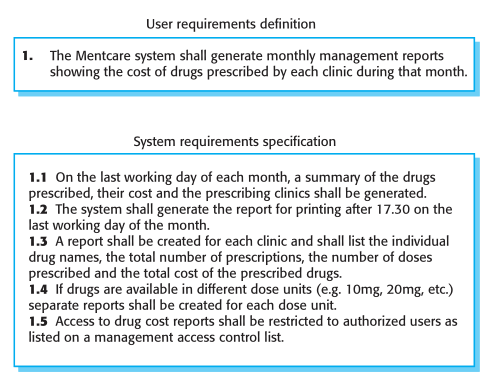 User requirements definition
1. The Mentcare system shall generate monthly management reports
showing the cost of drugs prescribed by each clinic during that month.
System requirements specification
1.1 On the last working day of each month, a summary of the drugs
prescribed, their cost and the prescribing clinics shall be generated.
1.2 The system shall generate the report for printing after 17.30 on the
last working day of the month.
1.3 A report shall be created for each clinic and shall list the individual
drug names, the total number of prescriptions, the number of doses
prescribed and the total cost of the prescribed drugs.
1.4 If drugs are available in different dose units (e.g. 10mg, 20mg, etc.)
separate reports shall be created for each dose unit.
1.5 Access to drug cost reports shall be restricted to authorized users as
listed on a management access control list.